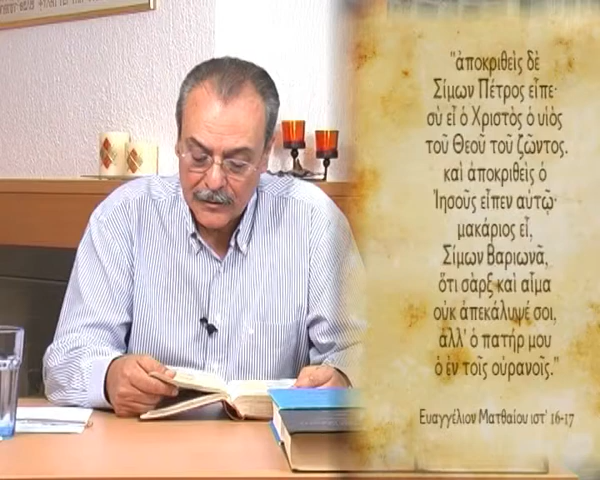 "ἀποκριθεὶς δὲ
Σίμων Πέτρος εἶπε·
σὺ εἶ ὁ Χριστὸς ὁ υἱὸς
τοῦ Θεοῦ τοῦ ζῶντος.
καὶ ἀποκριθεὶς ὁ
Ἰησοῦς εἶπεν αὐτῷ·
μακάριος εἶ,
Σίμων Βαριωνᾶ,
ὅτι σὰρξ καὶ αἷμα
οὐκ ἀπεκάλυψέ σοι,
ἀλλ' ὁ πατήρ μου
ὁ ἐν τοῖς οὐρανοῖς."
Ευαγγέλιον Ματθαίου ιστ' 16-17